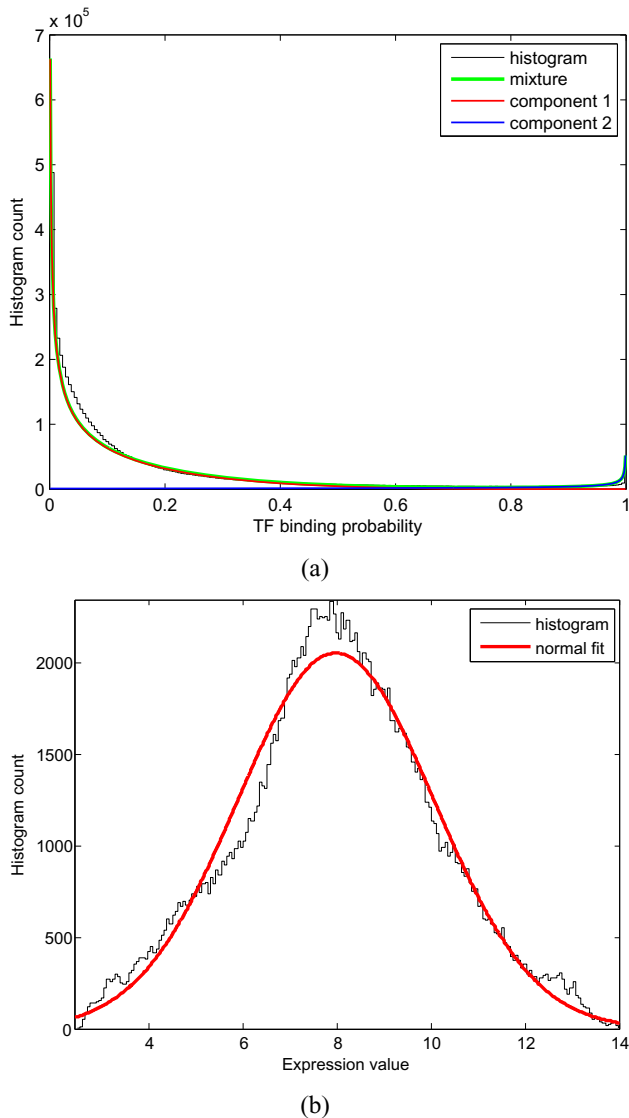 x 10^5
7
6
5
4
3
2
1
0
Histogram count
histogram
mixture
component 1
component 2
0 0.2 0.4 0.6 0.8 1
TF binding probability
(a)
2000
1500
1000
500
0
Histogram count
histogram
normal fit
4 6 8 10 12 14
Expression value
(b)